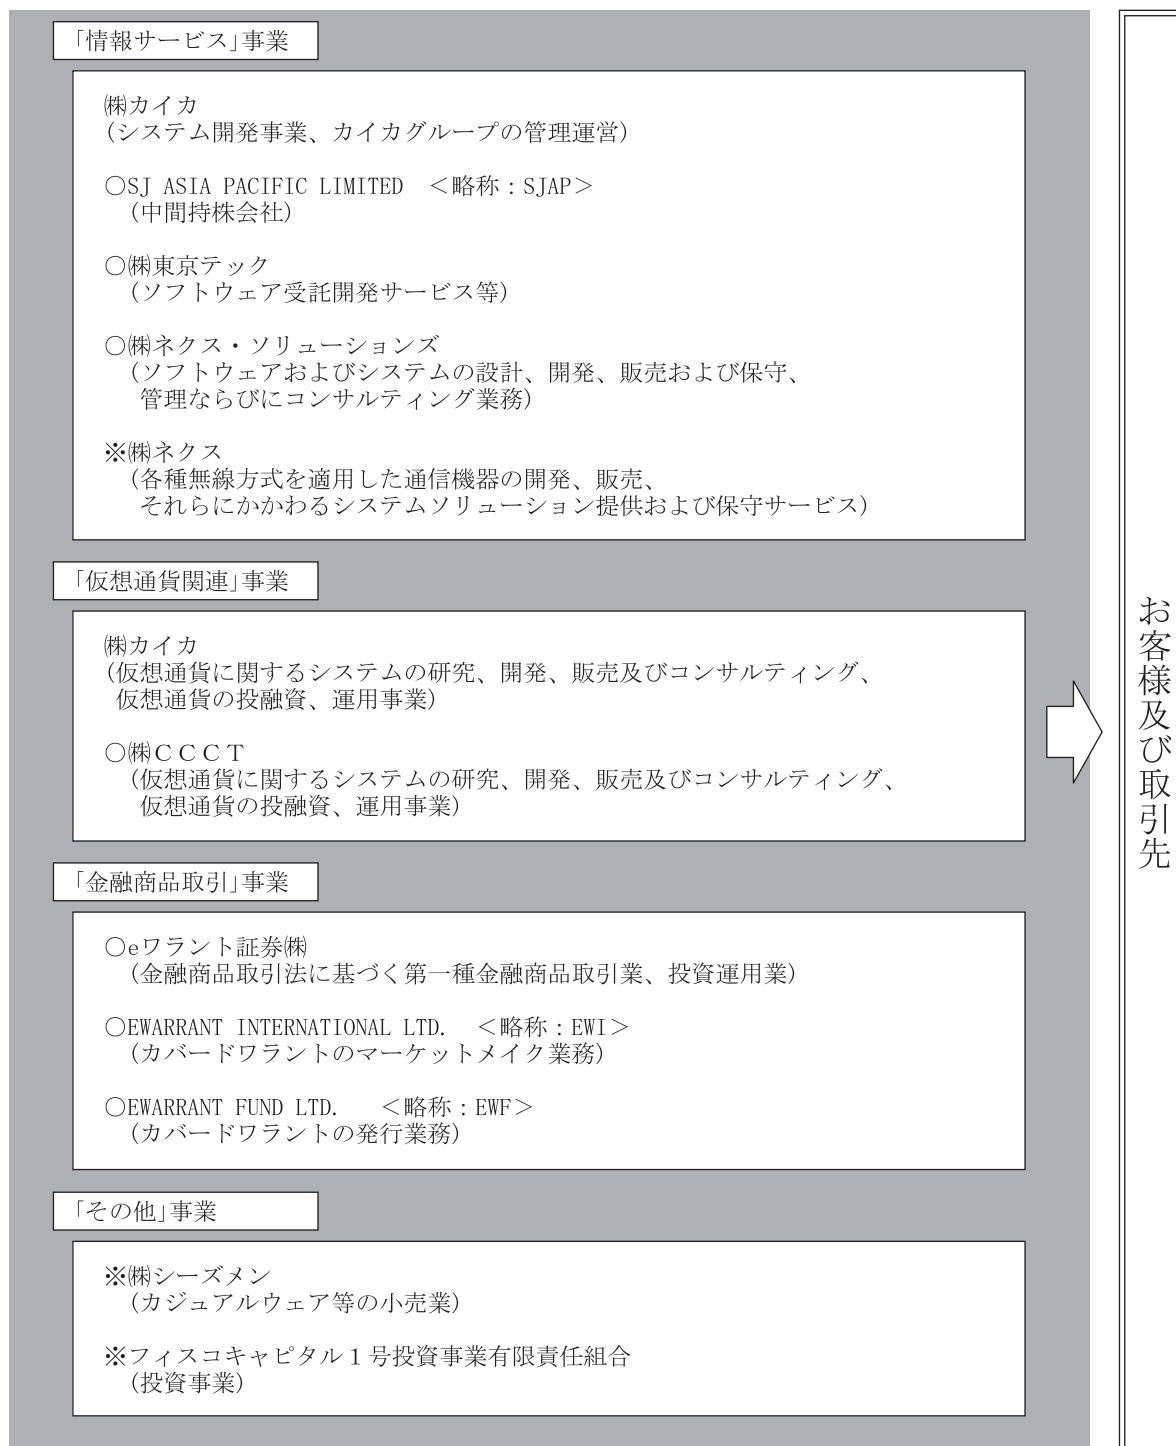 「情報サービス」事業
㈱カイカ
(システム開発事業、カイカグループの管理運営)
○SJ ASIA PACIFIC LIMITED ＜略称：SJAP＞
(中間持株会社)
○㈱東京テック
(ソフトウェア受託開発サービス等)
○㈱ネクス・ソリューションズ
(ソフトウェアおよびシステムの設計、開発、販売および保守、
管理ならびにコンサルティング業務)
※㈱ネクス
(各種無線方式を適用した通信機器の開発、販売、
それらにかかわるシステムソリューション提供および保守サービス)
「仮想通貨関連」事業
㈱カイカ
(仮想通貨に関するシステムの研究、開発、販売及びコンサルティング、
仮想通貨の投融資、運用事業)
○㈱ＣＣＣＴ
(仮想通貨に関するシステムの研究、開発、販売及びコンサルティング、
仮想通貨の投融資、運用事業)
「金融商品取引」事業
○eワラント証券㈱
(金融商品取引法に基づく第一種金融商品取引業、投資運用業)
○EWARRANT INTERNATIONAL LTD. ＜略称：EWI＞
(カバードワラントのマーケットメイク業務)
○EWARRANT FUND LTD. ＜略称：EWF＞
(カバードワラントの発行業務)
「その他」事業
※㈱シーズメン
(カジュアルウェア等の小売業)
※フィスコキャピタル１号投資事業有限責任組合
(投資事業)
お客様及び取引先